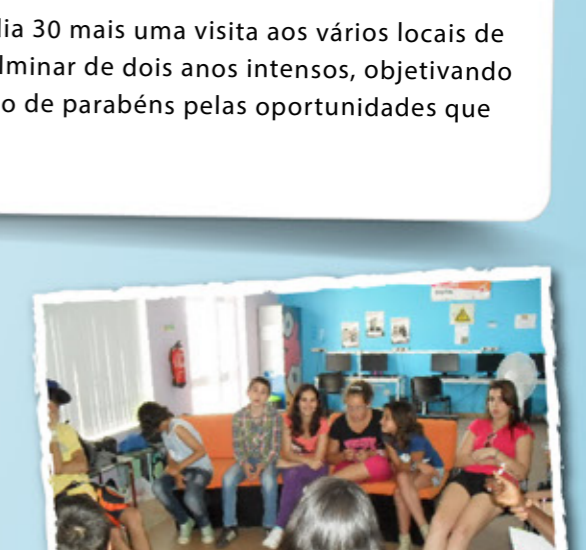 dia 30 mais uma visita aos vários locais de
lminar de dois anos intensos, objetivando
o de parabéns pelas oportunidades que